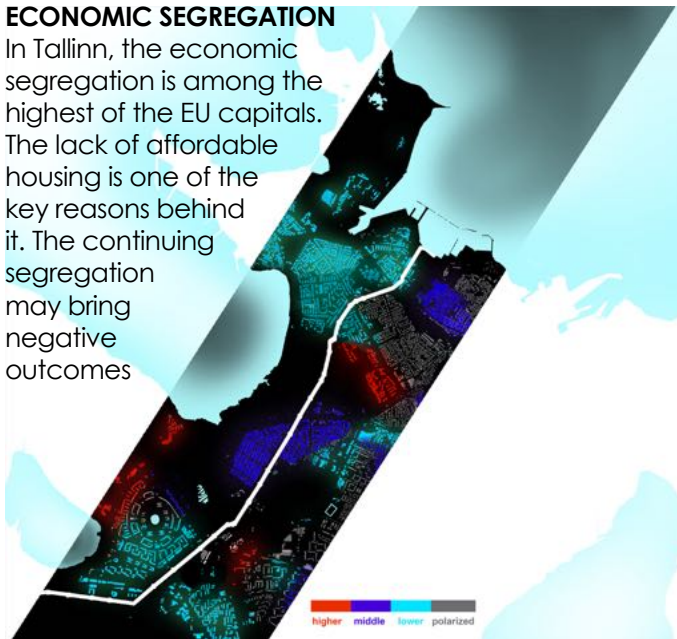 ECONOMIC SEGREGATION
In Tallinn, the economic
segregation is among the
highest of the EU capitals.
The lack of affordable
housing is one of the
key reasons behind
it. The continuing
segregation
may bring
negative
outcomes
higher middle lower polarized